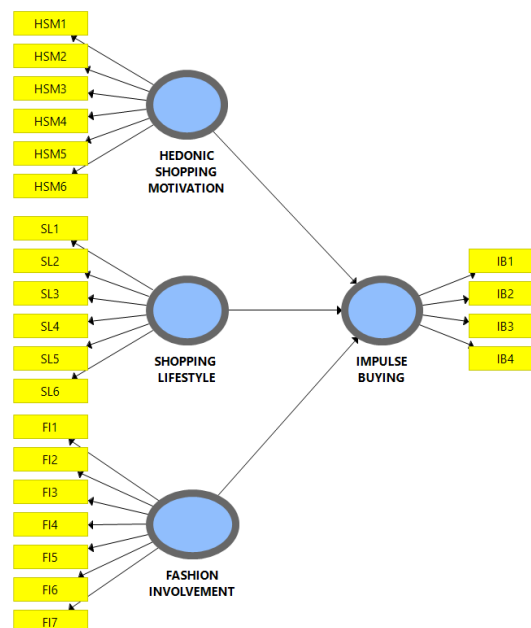 HSM1
HSM2
HSM3
HSM4
HSM5
HSM6
HEDONIC
SHOPPING
MOTIVATION
SL1
SL2
SL3
SL4
SL5
SL6
SHOPPING
LIFESTYLE
IB1
IB2
IB3
IB4
IMPULSE
BUYING
FI1
FI2
FI3
FI4
FI5
FI6
FI7
FASHION
INVOLVEMENT